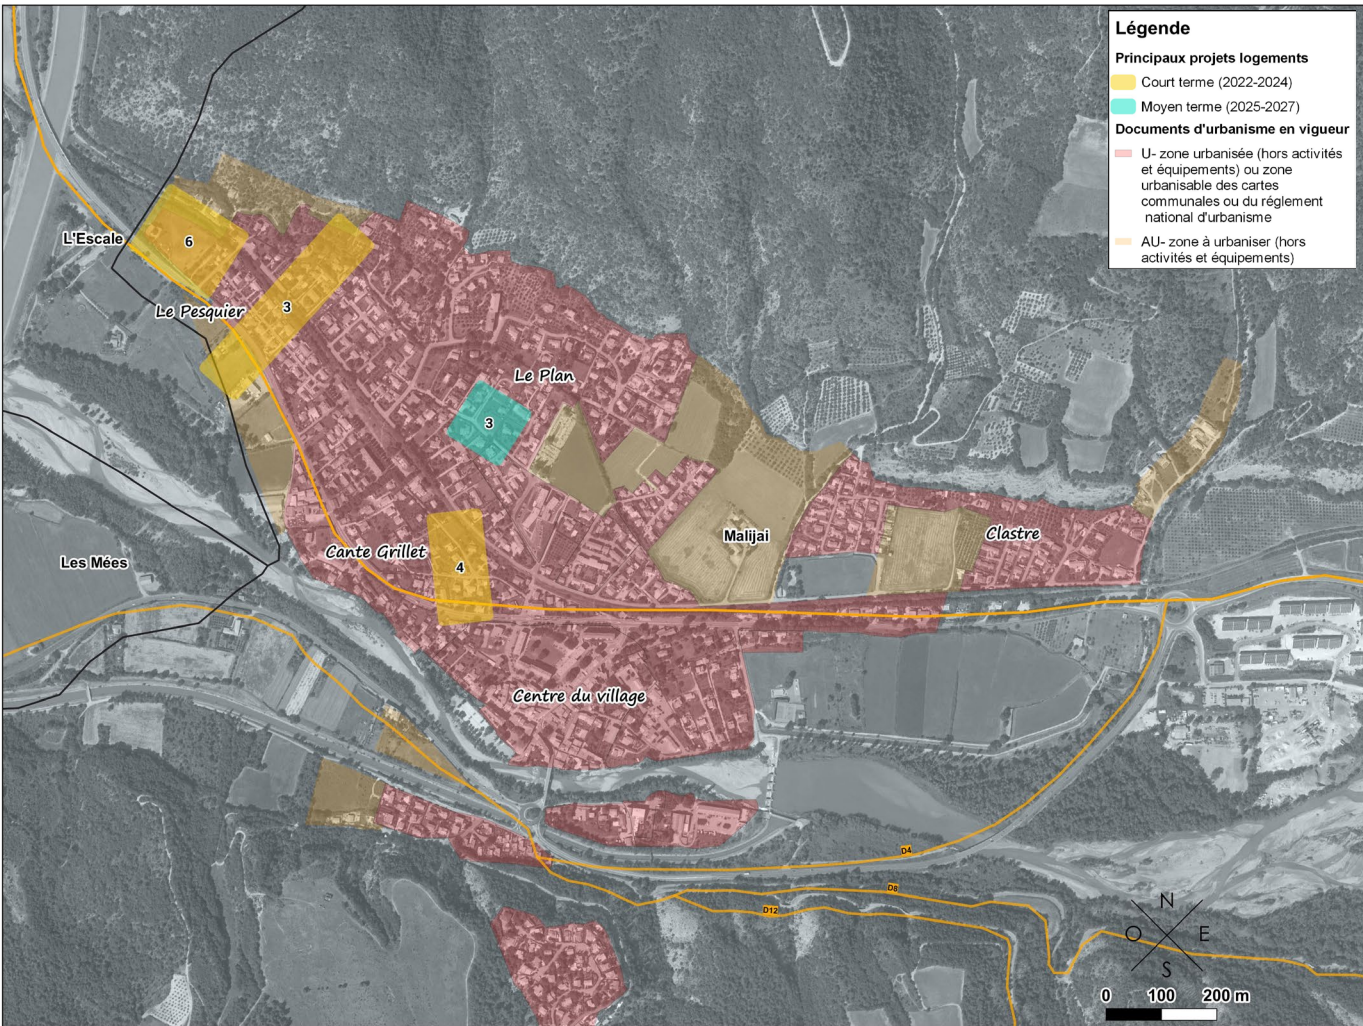 Légende
Principaux projets logements
Court terme (2022-2024)
Moyen terme (2025-2027)
Documents d'urbanisme en vigueur
U- zone urbanisée (hors activités
et équipements) ou zone
urbanisable des cartes
communales ou du réglement
national d'urbanisme
AU- zone à urbaniser (hors
activités et équipements)
L'Escale
6
Le Pesquier
3
Le Plan
3
Malijai
Clastre
Cante Grillet
4
Les Mées
Centre du village
D4
D8
D12
N
O
E
S
0 100 200 m